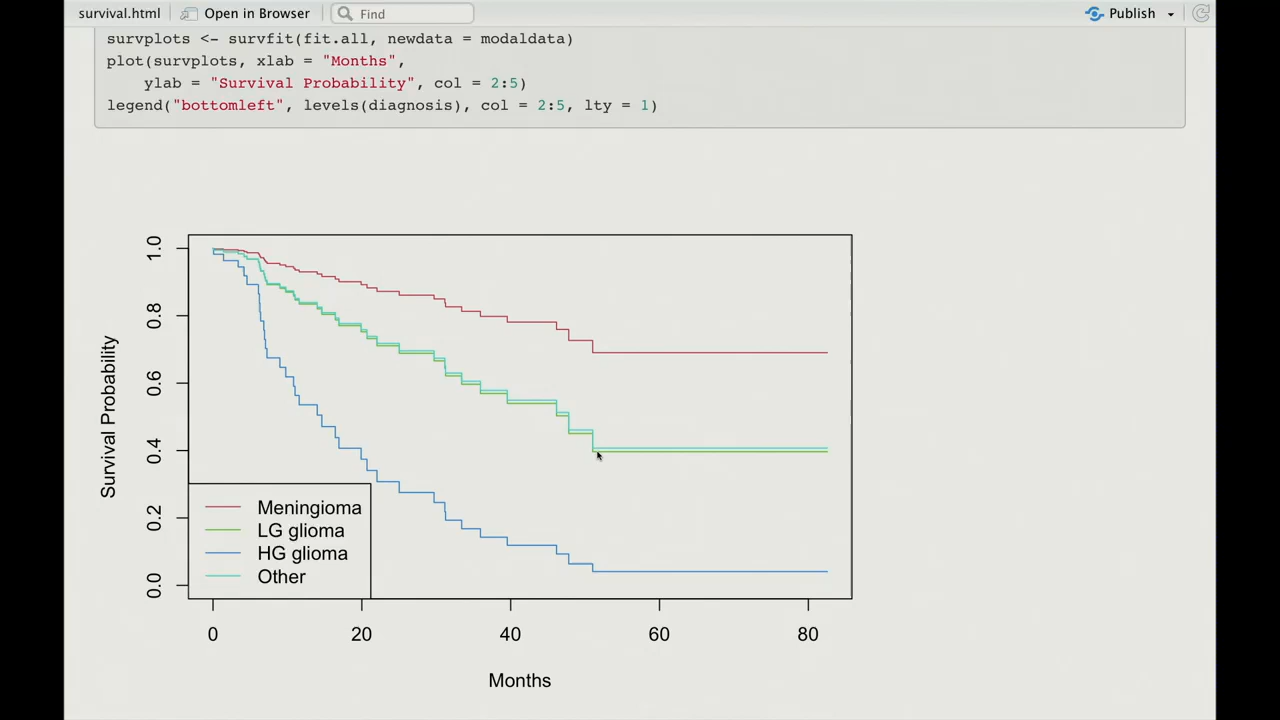 survival.html Open in Browser Find Publish
survplots <- survfit(fit.all, newdata = modaldata)
plot(survplots, xlab = "Months",
ylab = "Survival Probability", col = 2:5)
legend("bottomleft", levels(diagnosis), col = 2:5, lty = 1)
Survival Probability
1.0
0.8
0.6
0.4
0.2
0.0
Meningioma
LG glioma
HG glioma
Other
0 20 40 60 80
Months